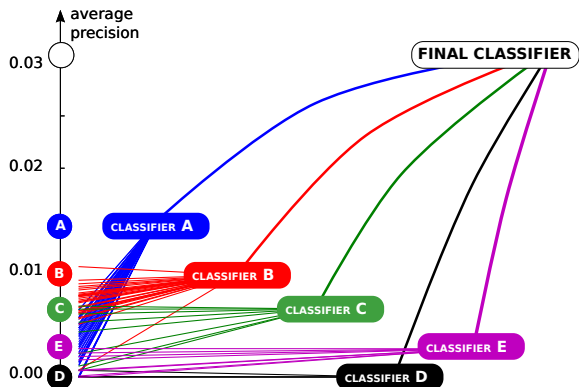 average
precision
0.03
FINAL CLASSIFIER
0.02
A
CLASSIFIER A
B
CLASSIFIER B
0.01
C
CLASSIFIER C
E
CLASSIFIER E
0.00
D
CLASSIFIER D